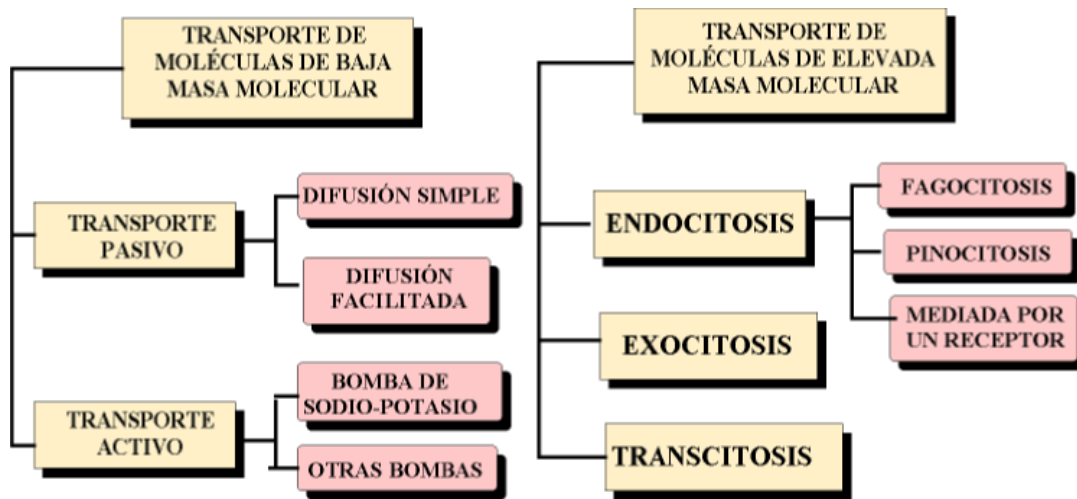 TRANSPORTE DE
MOLÉCULAS DE BAJA
MASA MOLECULAR
TRANSPORTE
PASIVO
DIFUSIÓN SIMPLE
DIFUSIÓN
FACILITADA
TRANSPORTE
ACTIVO
BOMBA DE
SODIO-POTASIO
OTRAS BOMBAS
TRANSPORTE DE
MOLÉCULAS DE ELEVADA
MASA MOLECULAR
ENDOCITOSIS
FAGOCITOSIS
PINOCITOSIS
MEDIADA POR
UN RECEPTOR
EXOCITOSIS
TRANSCITOSIS